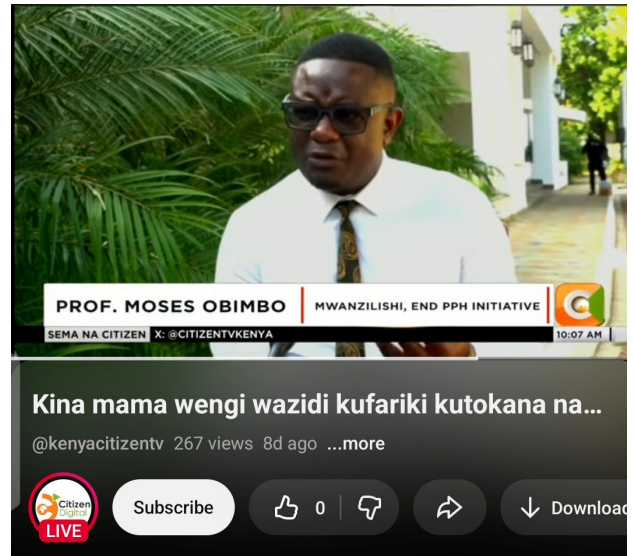 PROF. MOSES OBIMBO
MWANZILISHI, END PPH INITIATIVE
SEMA NA CITIZEN X: @CITIZENTVKENYA
10:07 AM
Kina mama wengi wazidi kufariki kutokana na...
@kenyacitizentv 267 views 8d ago ...more
Citizen
Digital
LIVE
Subscribe
0
Download